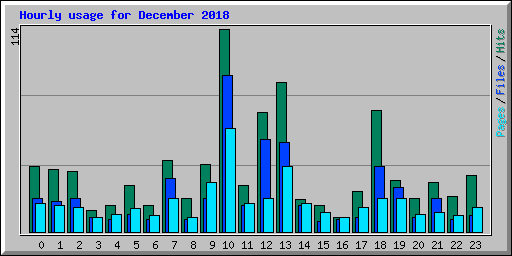 Hourly usage for December 2018
114
Pages/Files/Hits
0 1 2 3 4 5 6 7 8 9 10 11 12 13 14 15 16 17 18 19 20 21 22 23